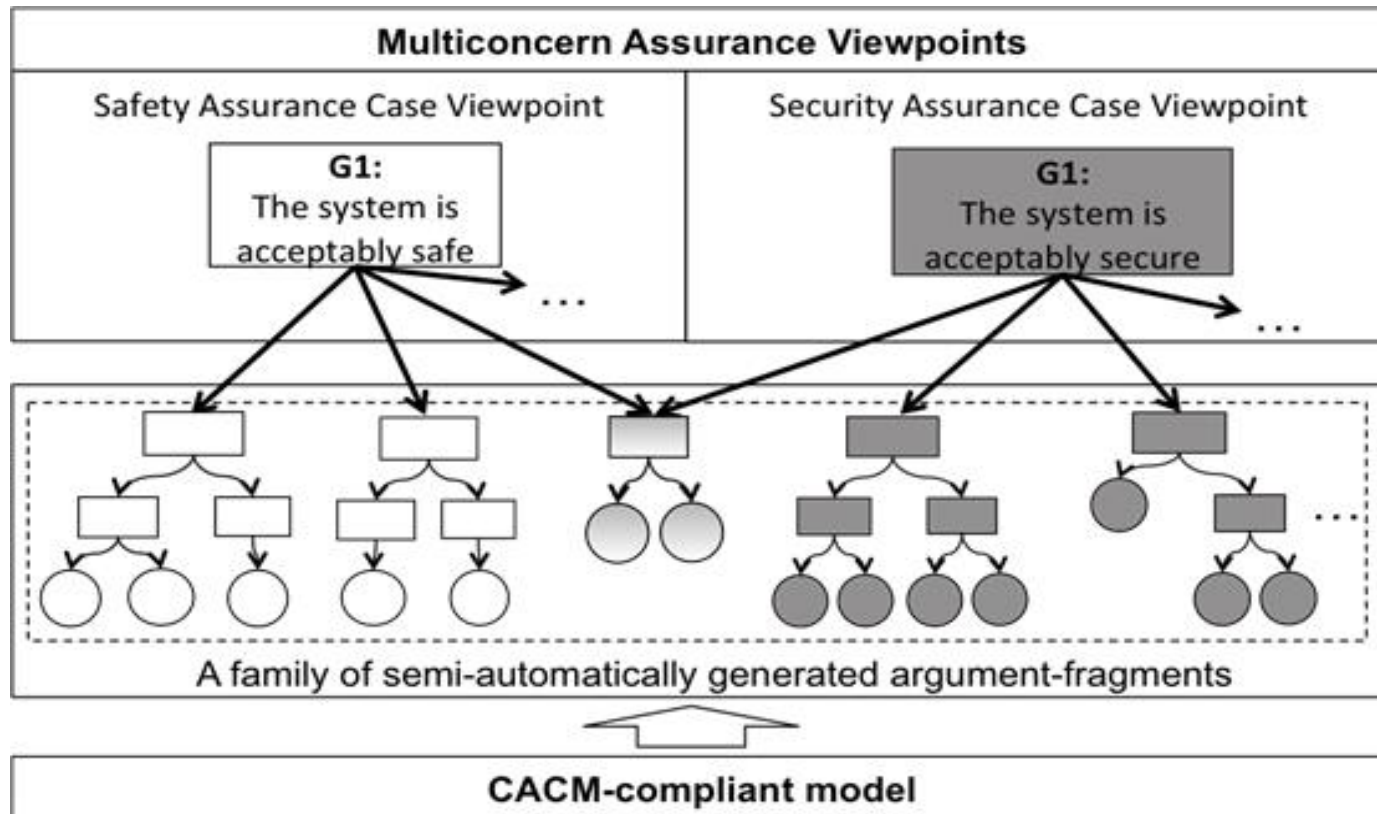 Multiconcern Assurance Viewpoints
Safety Assurance Case Viewpoint
G1:
The system is
acceptably safe
...
Security Assurance Case Viewpoint
G1:
The system is
acceptably secure
...
...
A family of semi-automatically generated argument-fragments
CACM-compliant model